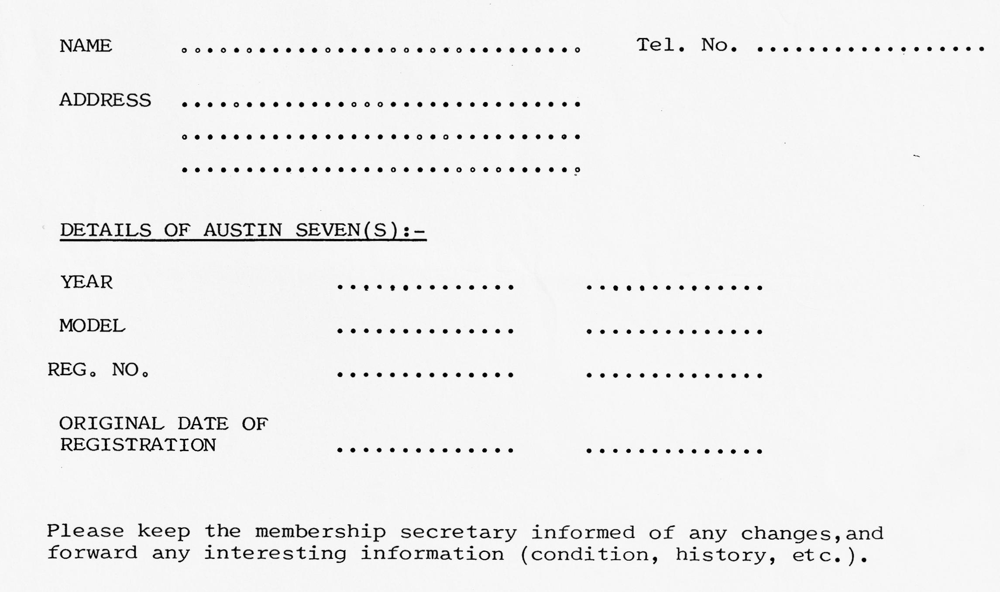 NAME ............................... Tel. No. ..................
ADDRESS ...............................
...............................
...............................
DETAILS OF AUSTIN SEVEN(S):-
YEAR .............. ..............
MODEL .............. ..............
REG. NO. .............. ..............
ORIGINAL DATE OF
REGISTRATION .............. ..............
Please keep the membership secretary informed of any changes,and
forward any interesting information (condition, history, etc.).